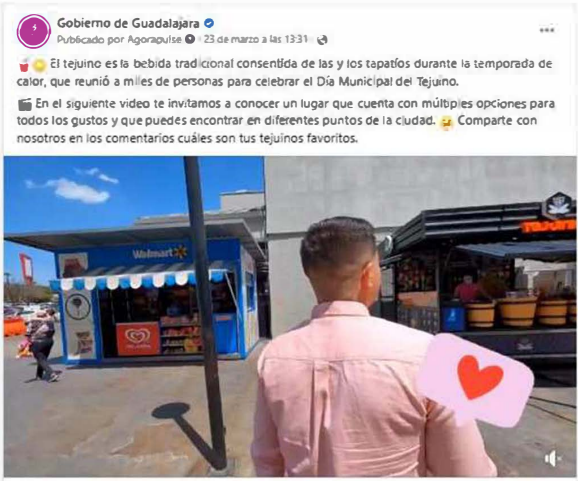 Gobierno de Guadalajara
Publicado por Agorapulse · 23 de marzo a las 13:31 ·
El tejuino es la bebida tradicional consentida de las y los tapatíos durante la temporada de
calor, que reunió a miles de personas para celebrar el Día Municipal del Tejuino.
En el siguiente video te invitamos a conocer un lugar que cuenta con múltiples opciones para
todos los gustos y que puedes encontrar en diferentes puntos de la ciudad. Comparte con
nosotros en los comentarios cuáles son tus tejuinos favoritos.
Walmart